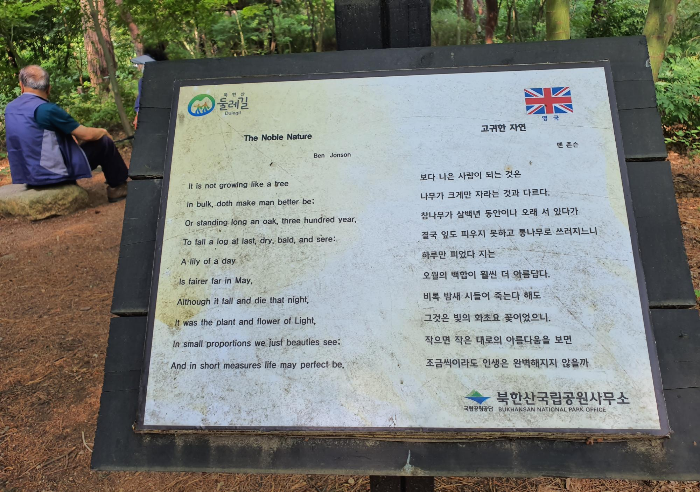 북한산
둘레길
Dulegil
The Noble Nature
Ben Jonson
It is not growing like a tree
In bulk, doth make man better be;
Or standing long an oak, three hundred year,
To fall a log at last, dry, bald, and sere:
A lily of a day
Is fairer far in May,
Although it fall and die that night,
It was the plant and flower of Light,
In small proportions we just beauties see;
And in short measures life may perfect be.
영 국
고귀한 자연
벤 존슨
보다 나은 사람이 되는 것은
나무가 크게만 자라는 것과 다르다.
참나무가 삼백년 동안이나 오래 서 있다가
결국 잎도 피우지 못하고 통나무로 쓰러지느니
하루만 피었다 지는
오월의 백합이 훨씬 더 아름답다.
비록 밤새 시들어 죽는다 해도
그것은 빛의 화초요 꽃이었으니.
작으면 작은 대로의 아름다움을 보면
조금씩이라도 인생은 완벽해지지 않을까
국립공원공단
북한산국립공원사무소
BUKHANSAN NATIONAL PARK OFFICE